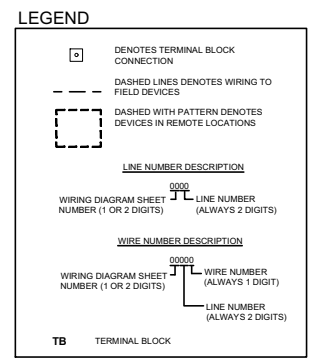 LEGEND
DENOTES TERMINAL BLOCK
CONNECTION
DASHED LINES DENOTES WIRING TO
FIELD DEVICES
DASHED WITH PATTERN DENOTES
DEVICES IN REMOTE LOCATIONS
LINE NUMBER DESCRIPTION
0000
WIRING DIAGRAM SHEET
NUMBER (1 OR 2 DIGITS)
LINE NUMBER
(ALWAYS 2 DIGITS)
WIRE NUMBER DESCRIPTION
00000
WIRING DIAGRAM SHEET
NUMBER (1 OR 2 DIGITS)
WIRE NUMBER
(ALWAYS 1 DIGIT)
LINE NUMBER
(ALWAYS 2 DIGITS)
TB TERMINAL BLOCK